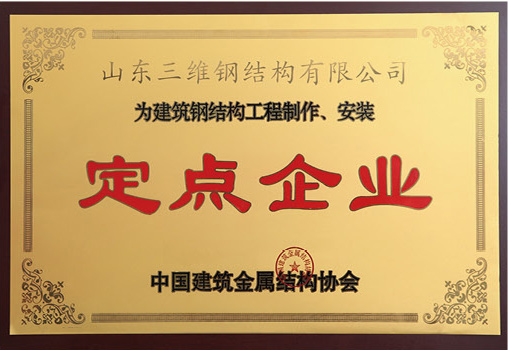 山东三维钢结构有限公司
为建筑钢结构工程制作、安装
定点企业
中国建筑金属结构协会